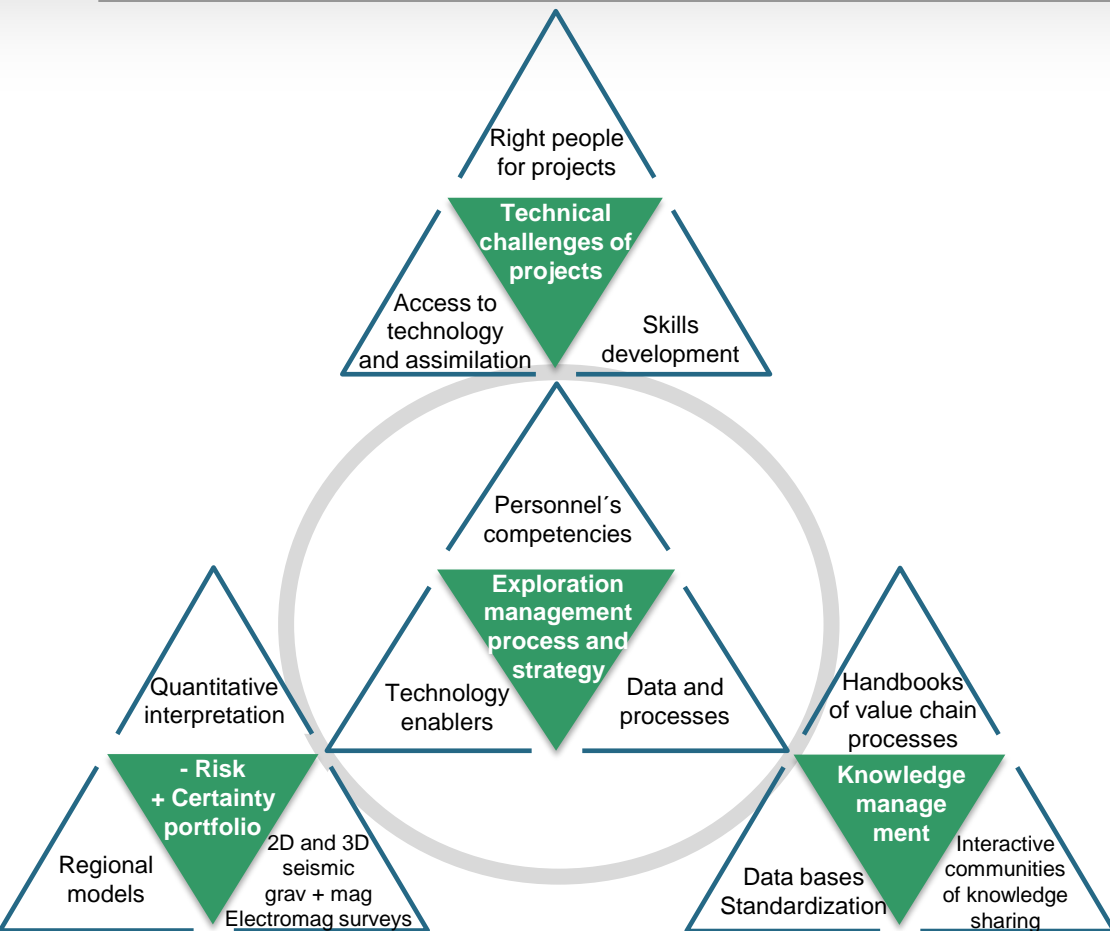 Right people
for projects
Technical
challenges of
projects
Access to
technology
and assimilation
Skills
development
Personnel´s
competencies
Exploration
management
process and
strategy
Technology
enablers
Data and
processes
Quantitative
interpretation
- Risk
+ Certainty
portfolio
Regional
models
2D and 3D
seismic
grav + mag
Electromag surveys
Handbooks
of value chain
processes
Knowledge
manage
ment
Data bases
Standardization
Interactive
communities
of knowledge
sharing